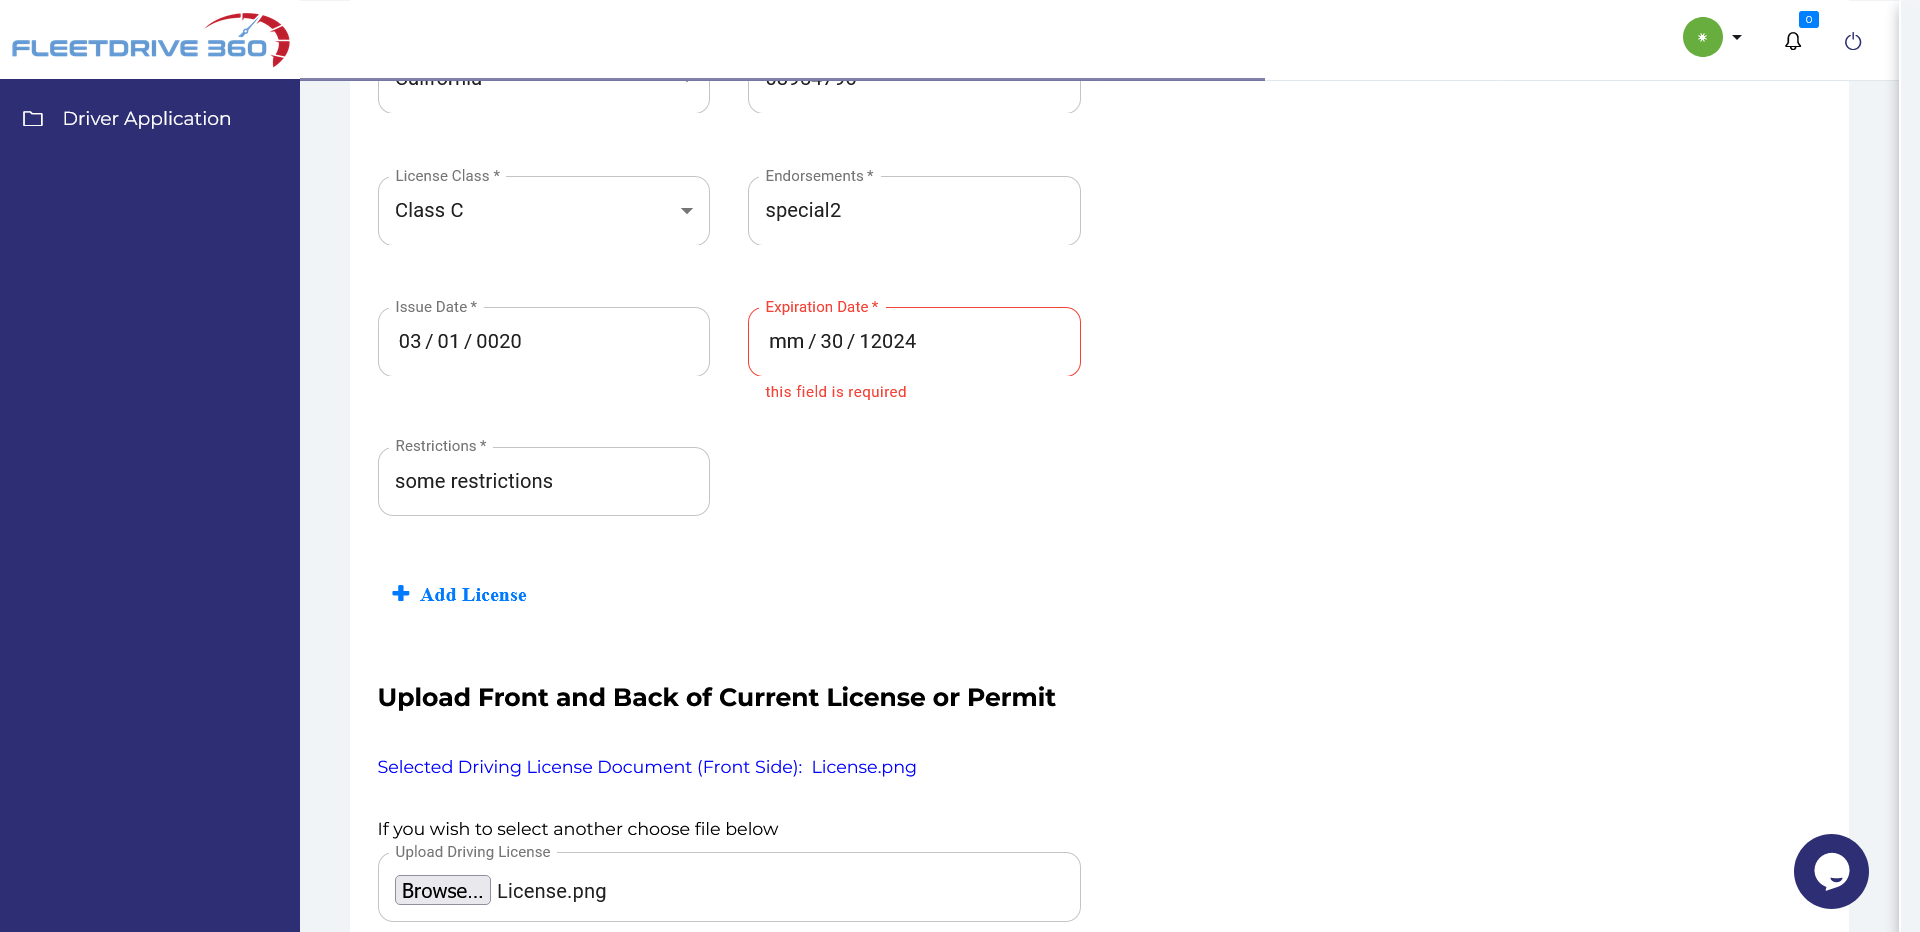 FLEETDRIVE 360
0
Driver Application
California
License Class *
Class C
Endorsements *
special2
Issue Date *
03 / 01 / 0020
Expiration Date *
mm / 30 / 12024
this field is required
Restrictions *
some restrictions
Add License
Upload Front and Back of Current License or Permit
Selected Driving License Document (Front Side): License.png
If you wish to select another choose file below
Upload Driving License
Browse... License.png